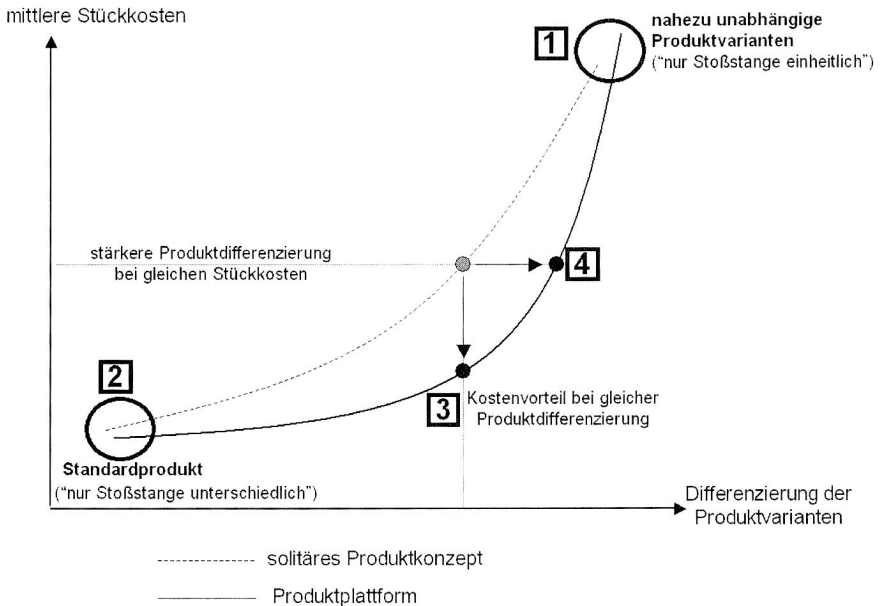 mittlere Stückkosten
1
nahezu unabhängige
Produktvarianten
("nur Stoßstange einheitlich")
stärkere Produktdifferenzierung
bei gleichen Stückkosten
4
2
3
Kostenvorteil bei gleicher
Produktdifferenzierung
Standardprodukt
("nur Stoßstange unterschiedlich")
Differenzierung der
Produktvarianten
solitäres Produktkonzept
Produktplattform